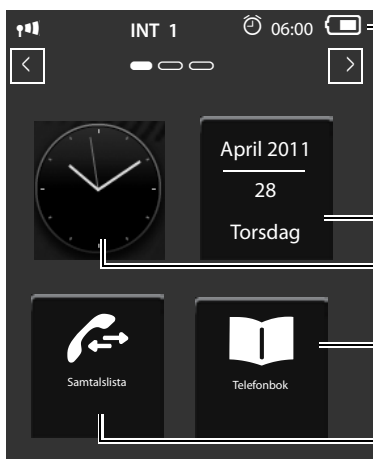 INT 1 06:00
April 2011
28
Torsdag
Samtalslista
Telefonbok